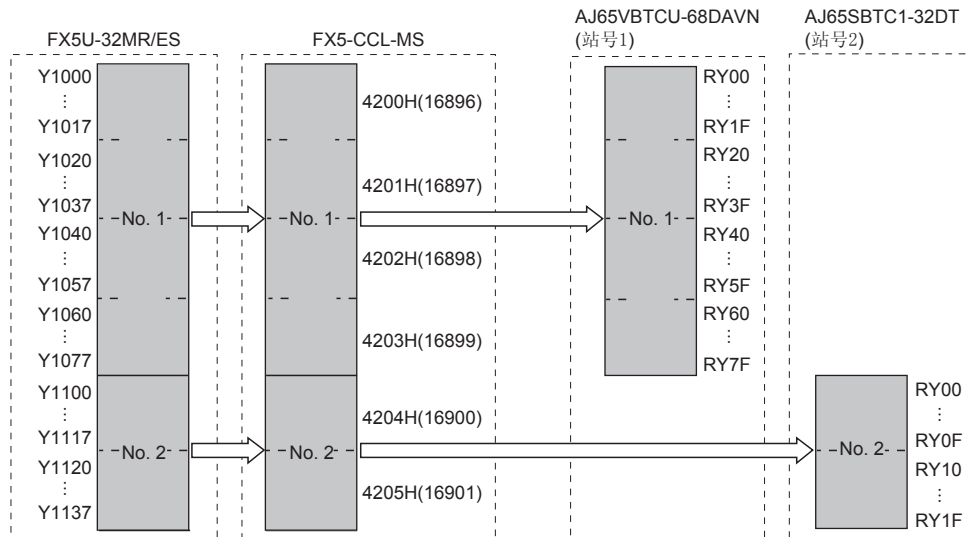 FX5U-32MR/ES
FX5-CCL-MS
AJ65VBTCU-68DAVN
(站号1)
AJ65SBTC1-32DT
(站号2)
Y1000
⋮
Y1017
Y1020
⋮
Y1037
Y1040
⋮
Y1057
Y1060
⋮
Y1077
Y1100
⋮
Y1117
Y1120
⋮
Y1137
No. 1
No. 2
No. 1
No. 2
4200H(16896)
4201H(16897)
4202H(16898)
4203H(16899)
4204H(16900)
4205H(16901)
No. 1
RY00
⋮
RY1F
RY20
⋮
RY3F
RY40
⋮
RY5F
RY60
⋮
RY7F
No. 2
RY00
⋮
RY0F
RY10
⋮
RY1F